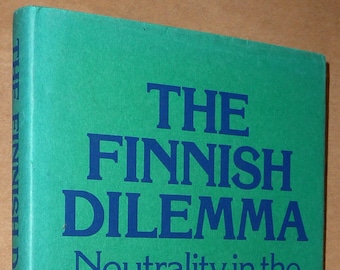 THE FINNISH D
THE
FINNISH
DILEMMA
Neutrality in the